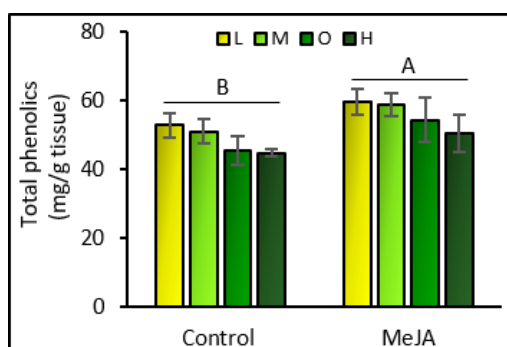 80
L M O H
A
B
60
40
20
0
Total phenolics
(mg/g tissue)
Control MeJA